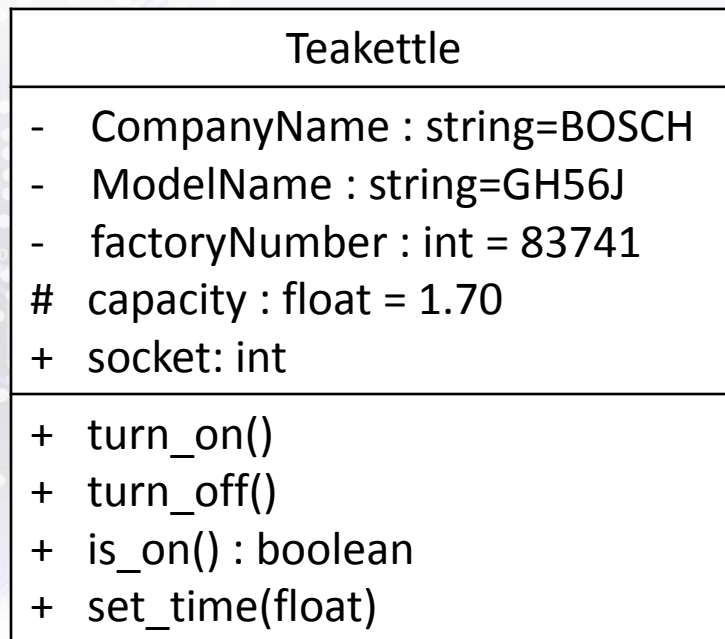 Teakettle
- CompanyName : string=BOSCH
- ModelName : string=GH56J
- factoryNumber : int = 83741
# capacity : float = 1.70
+ socket: int
+ turn_on()
+ turn_off()
+ is_on() : boolean
+ set_time(float)